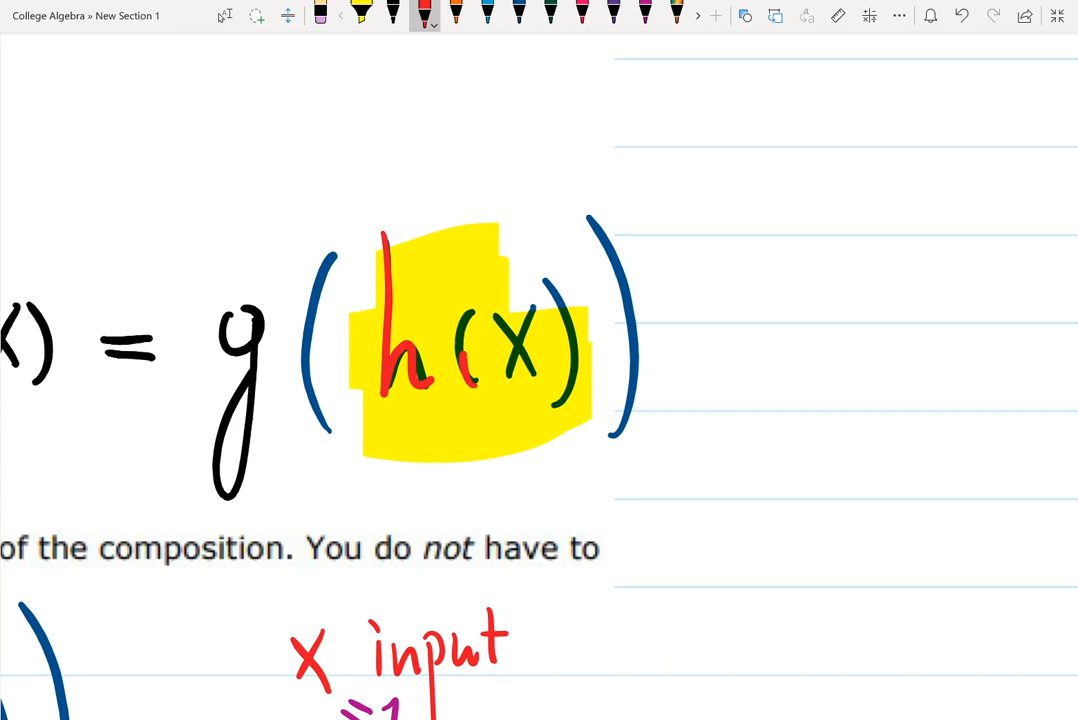 College Algebra » New Section 1
x) = g(h(x))
of the composition. You do not have to
x input
=